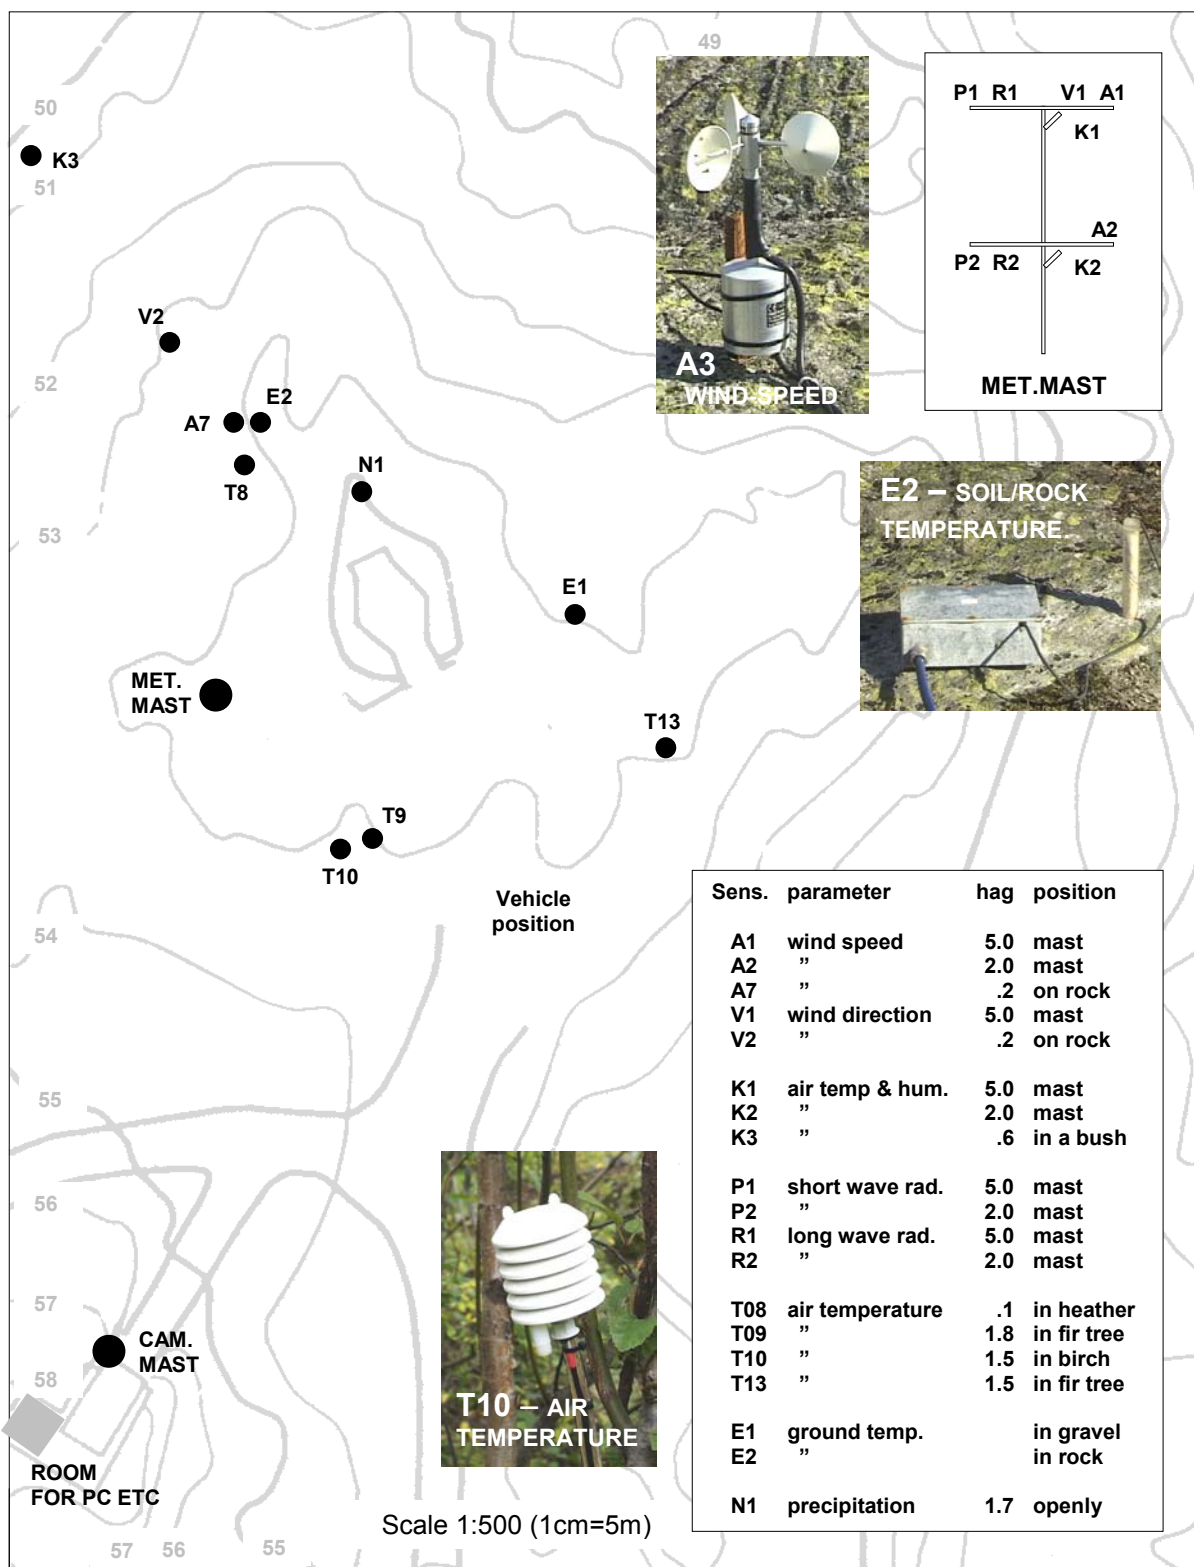 49
50
K3
51
V2
52
E2
A7
T8
N1
53
E1
MET.
MAST
T13
T9
T10
Vehicle
position
54
55
56
57
CAM.
MAST
58
ROOM
FOR PC ETC
57 56 55
Scale 1:500 (1cm=5m)
A3
WIND-SPEED
P1 R1 V1 A1
K1
A2
P2 R2 K2
MET.MAST
E2 – SOIL/ROCK
TEMPERATURE.
T10 – AIR
TEMPERATURE
Sens. parameter hag position
A1 wind speed 5.0 mast
A2 ” 2.0 mast
A7 ” .2 on rock
V1 wind direction 5.0 mast
V2 ” .2 on rock
K1 air temp & hum. 5.0 mast
K2 ” 2.0 mast
K3 ” .6 in a bush
P1 short wave rad. 5.0 mast
P2 ” 2.0 mast
R1 long wave rad. 5.0 mast
R2 ” 2.0 mast
T08 air temperature .1 in heather
T09 ” 1.8 in fir tree
T10 ” 1.5 in birch
T13 ” 1.5 in fir tree
E1 ground temp. in gravel
E2 ” in rock
N1 precipitation 1.7 openly